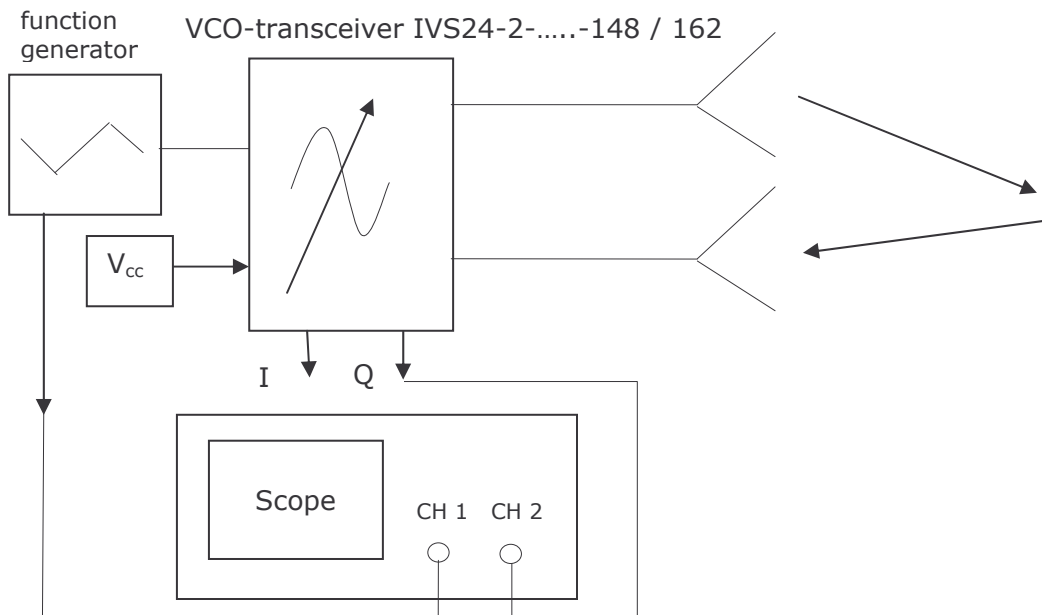 function
generator
VCO-transceiver IVS24-2-…..-148 / 162
Vcc
I
Q
Scope
CH 1
CH 2